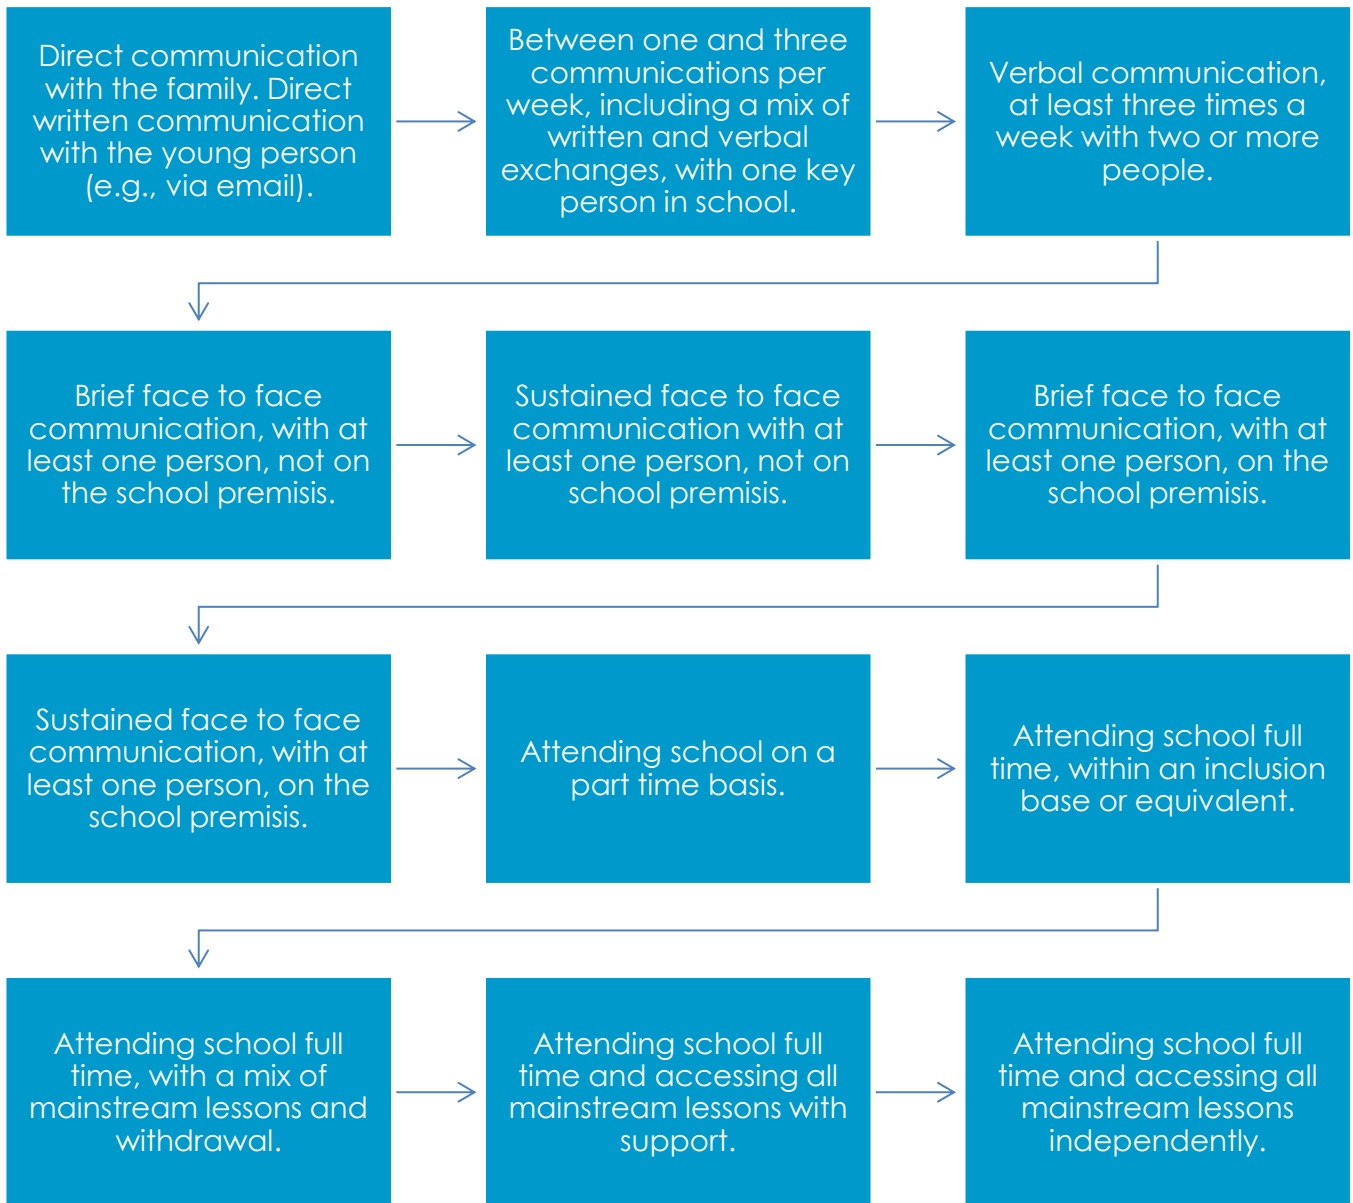 Direct communication
with the family. Direct
written communication
with the young person
(e.g., via email).
Between one and three
communications per
week, including a mix of
written and verbal
exchanges, with one key
person in school.
Verbal communication,
at least three times a
week with two or more
people.
Brief face to face
communication, with at
least one person, not on
the school premisis.
Sustained face to face
communication with at
least one person, not on
school premisis.
Brief face to face
communication, with at
least one person, on the
school premisis.
Sustained face to face
communication, with at
least one person, on the
school premisis.
Attending school on a
part time basis.
Attending school full
time, within an inclusion
base or equivalent.
Attending school full
time, with a mix of
mainstream lessons and
withdrawal.
Attending school full
time and accessing all
mainstream lessons with
support.
Attending school full
time and accessing all
mainstream lessons
independently.